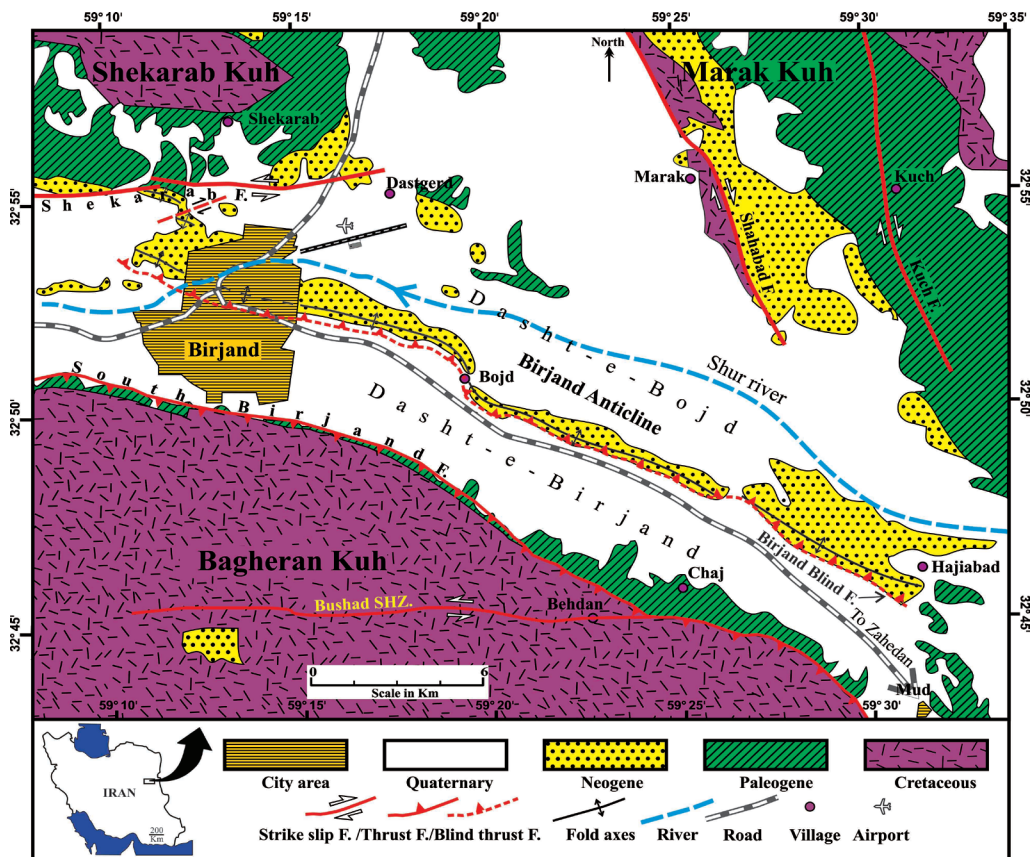 59° 10'
59° 15'
59° 20'
59° 25'
59° 30'
59° 35'
North
Shekarab Kuh
Marak Kuh
Shekarab
Dastgerd
Marak
Kuch
32° 55'
32° 55'
Shekarab F.
Shahabad F.
Kuch F.
Dasht-e-Bojd
Shur river
Birjand
Birjand Anticline
Bojd
32° 50'
32° 50'
South Birjand F.
Dasht-e-Birjand
Bagheran Kuh
Chaj
Birjand Blind F.
Hajiabad
Bushad SHZ.
Behdan
To Zahedan
32° 45'
32° 45'
Mud
0 6
Scale in Km
59° 10'
59° 15'
59° 20'
59° 25'
59° 30'
IRAN
200
Km
City area
Quaternary
Neogene
Paleogene
Cretaceous
Strike slip F. /Thrust F./Blind thrust F.
Fold axes
River
Road
Village
Airport